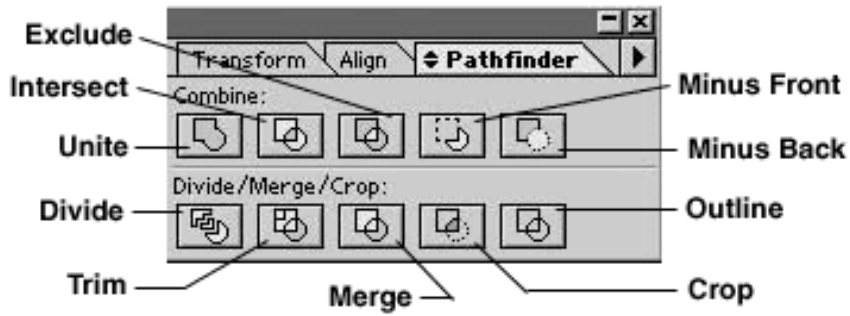 Exclude
Transform Align Pathfinder
Intersect
Combine:
Minus Front
Unite
Minus Back
Divide/Merge/Crop:
Divide
Outline
Trim
Merge
Crop